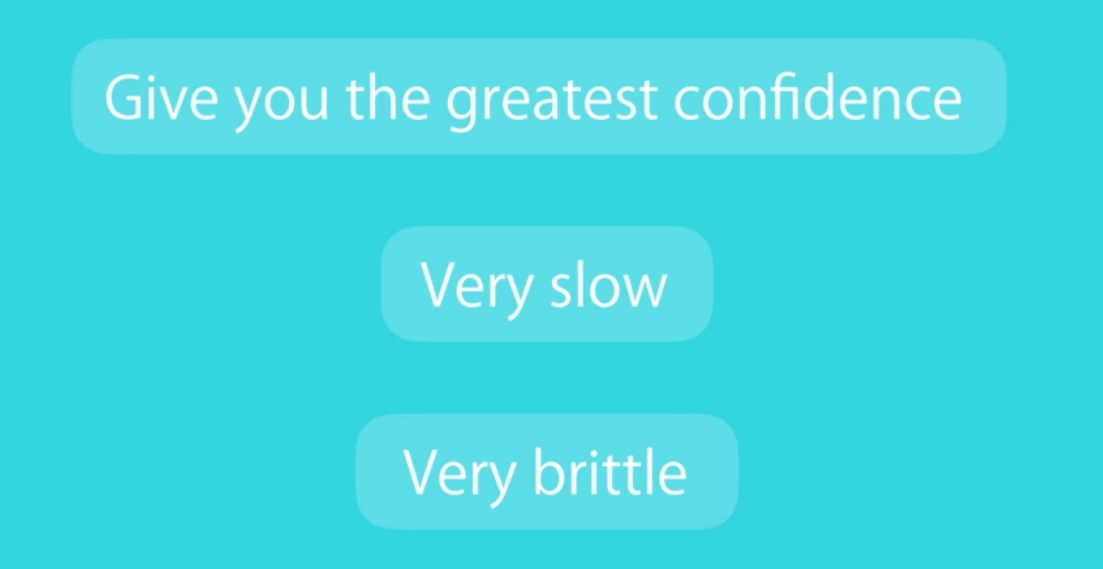 Give you the greatest confidence
Very slow
Very brittle